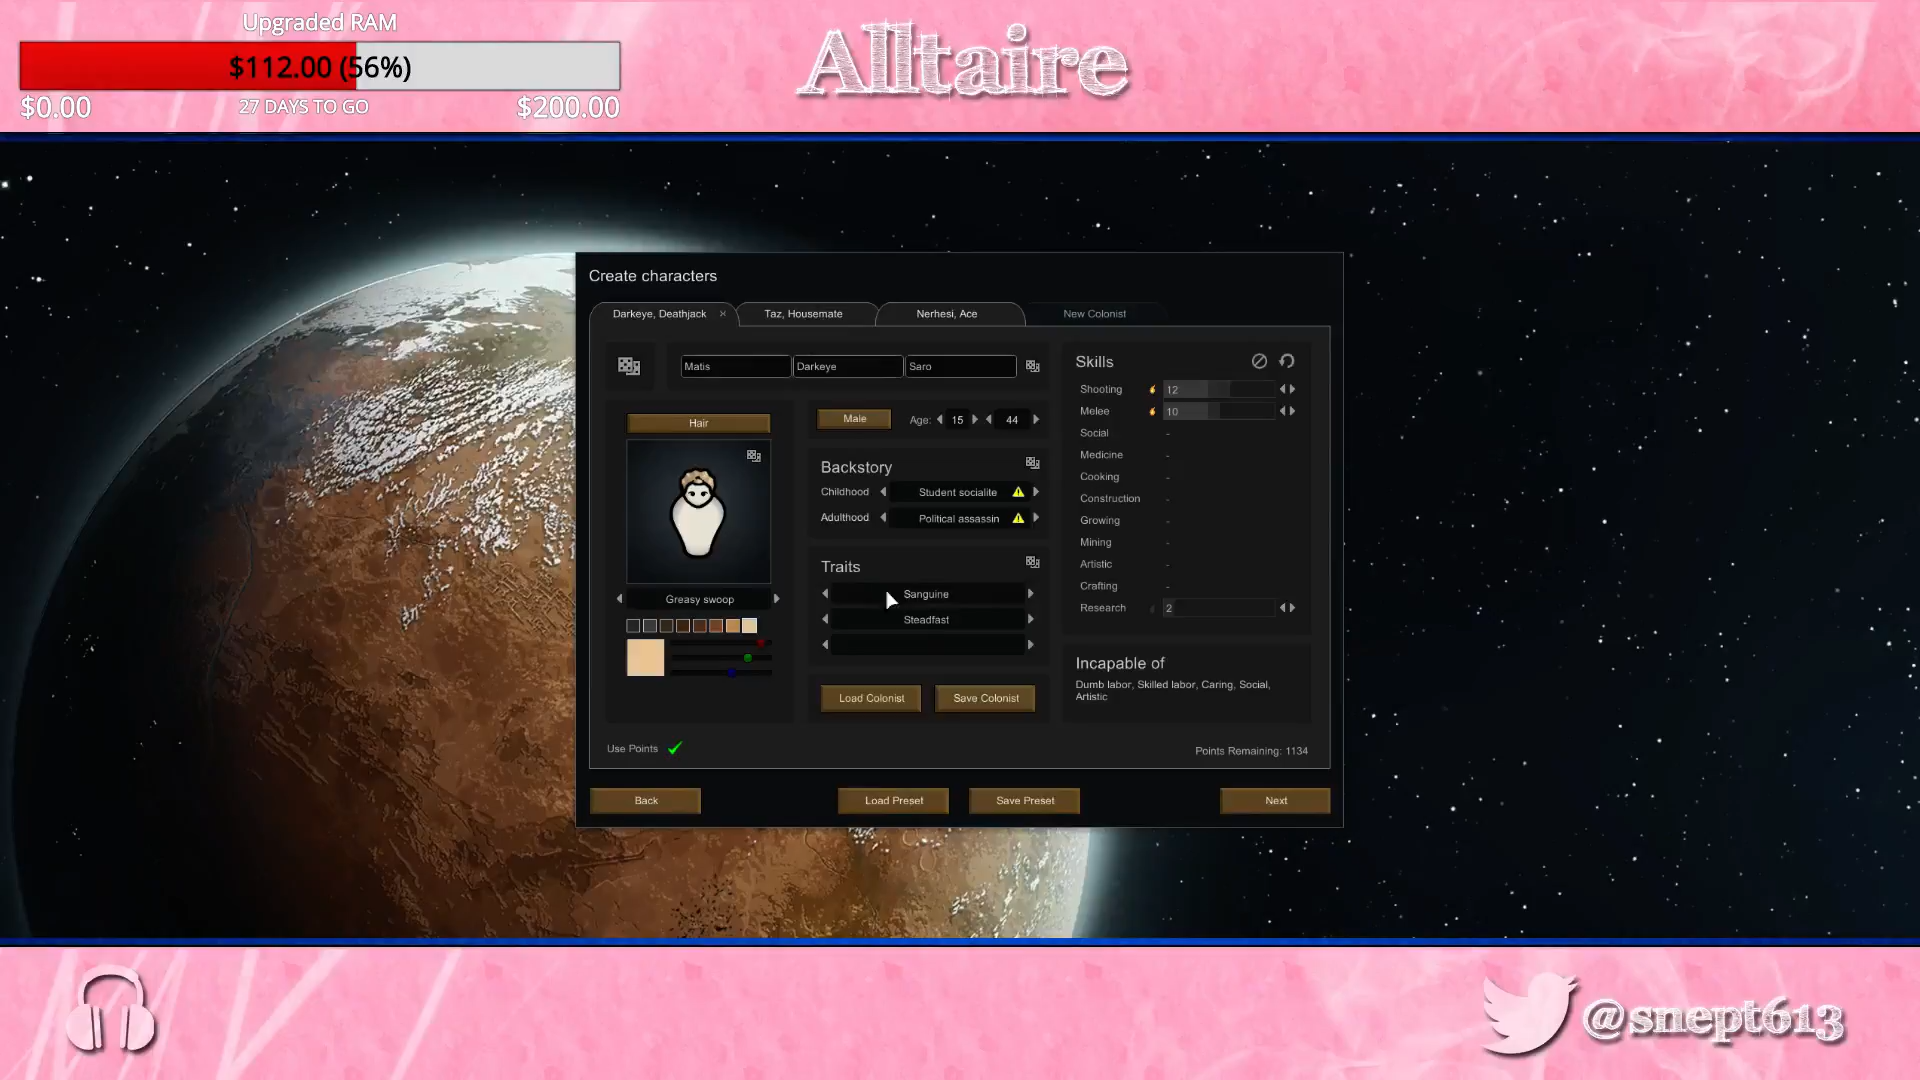 Upgraded RAM
$112.00 (56%)
$0.00 27 DAYS TO GO $200.00
Alltaire
Create characters
Darkeye, Deathjack × Taz, Housemate Nerhesi, Ace New Colonist
Matis Darkeye Saro
Hair
Male Age: 15 44
Backstory
Childhood Student socialite
Adulthood Political assassin
Traits
Sanguine
Steadfast
Greasy swoop
Load Colonist Save Colonist
Skills
Shooting 12
Melee 10
Social -
Medicine -
Cooking -
Construction -
Growing -
Mining -
Artistic -
Crafting -
Research 2
Incapable of
Dumb labor, Skilled labor, Caring, Social,
Artistic
Use Points
Points Remaining: 1134
Back Load Preset Save Preset Next
@snept613